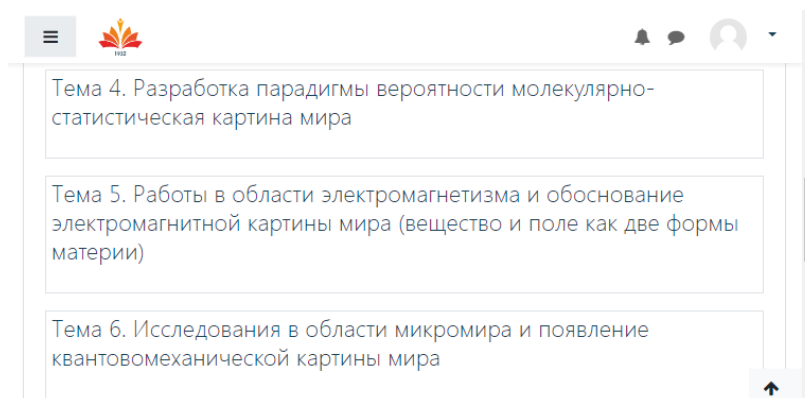 Тема 4. Разработка парадигмы вероятности молекулярно-
статистическая картина мира
Тема 5. Работы в области электромагнетизма и обоснование
электромагнитной картины мира (вещество и поле как две формы
материи)
Тема 6. Исследования в области микромира и появление
квантовомеханической картины мира